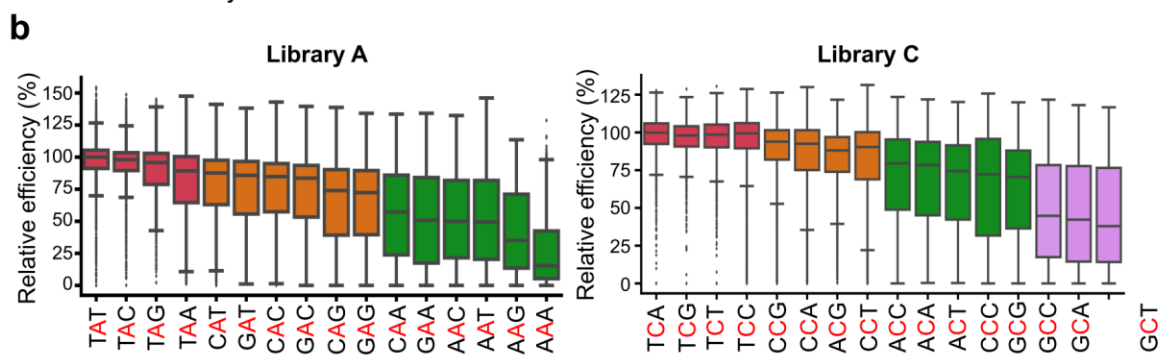 b
Library A
Library C
Relative efficiency (%)
150
125
100
75
50
25
0
TAT TAC TAG TAA CAT GAT CAC GAC CAG GAG CAA GAA AAC AAT AAG AAA
Relative efficiency (%)
125
100
75
50
25
0
TCA TCG TCT TCC CCG CCA ACG CCT ACC ACA ACT CCC GCG GCC GCA GCT